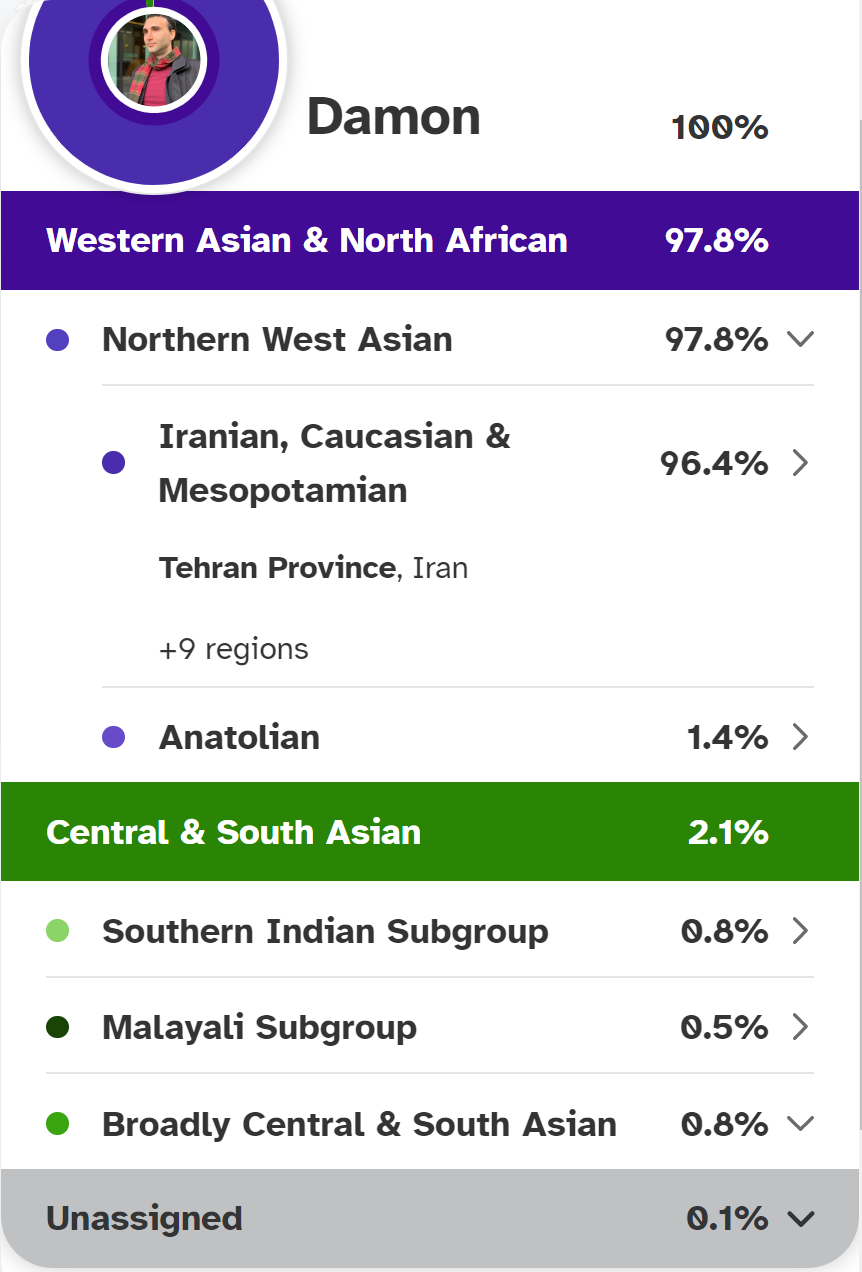 Damon 100%
Western Asian & North African 97.8%
Northern West Asian 97.8%
Iranian, Caucasian &
Mesopotamian 96.4%
Tehran Province, Iran
+9 regions
Anatolian 1.4%
Central & South Asian 2.1%
Southern Indian Subgroup 0.8%
Malayali Subgroup 0.5%
Broadly Central & South Asian 0.8%
Unassigned 0.1%